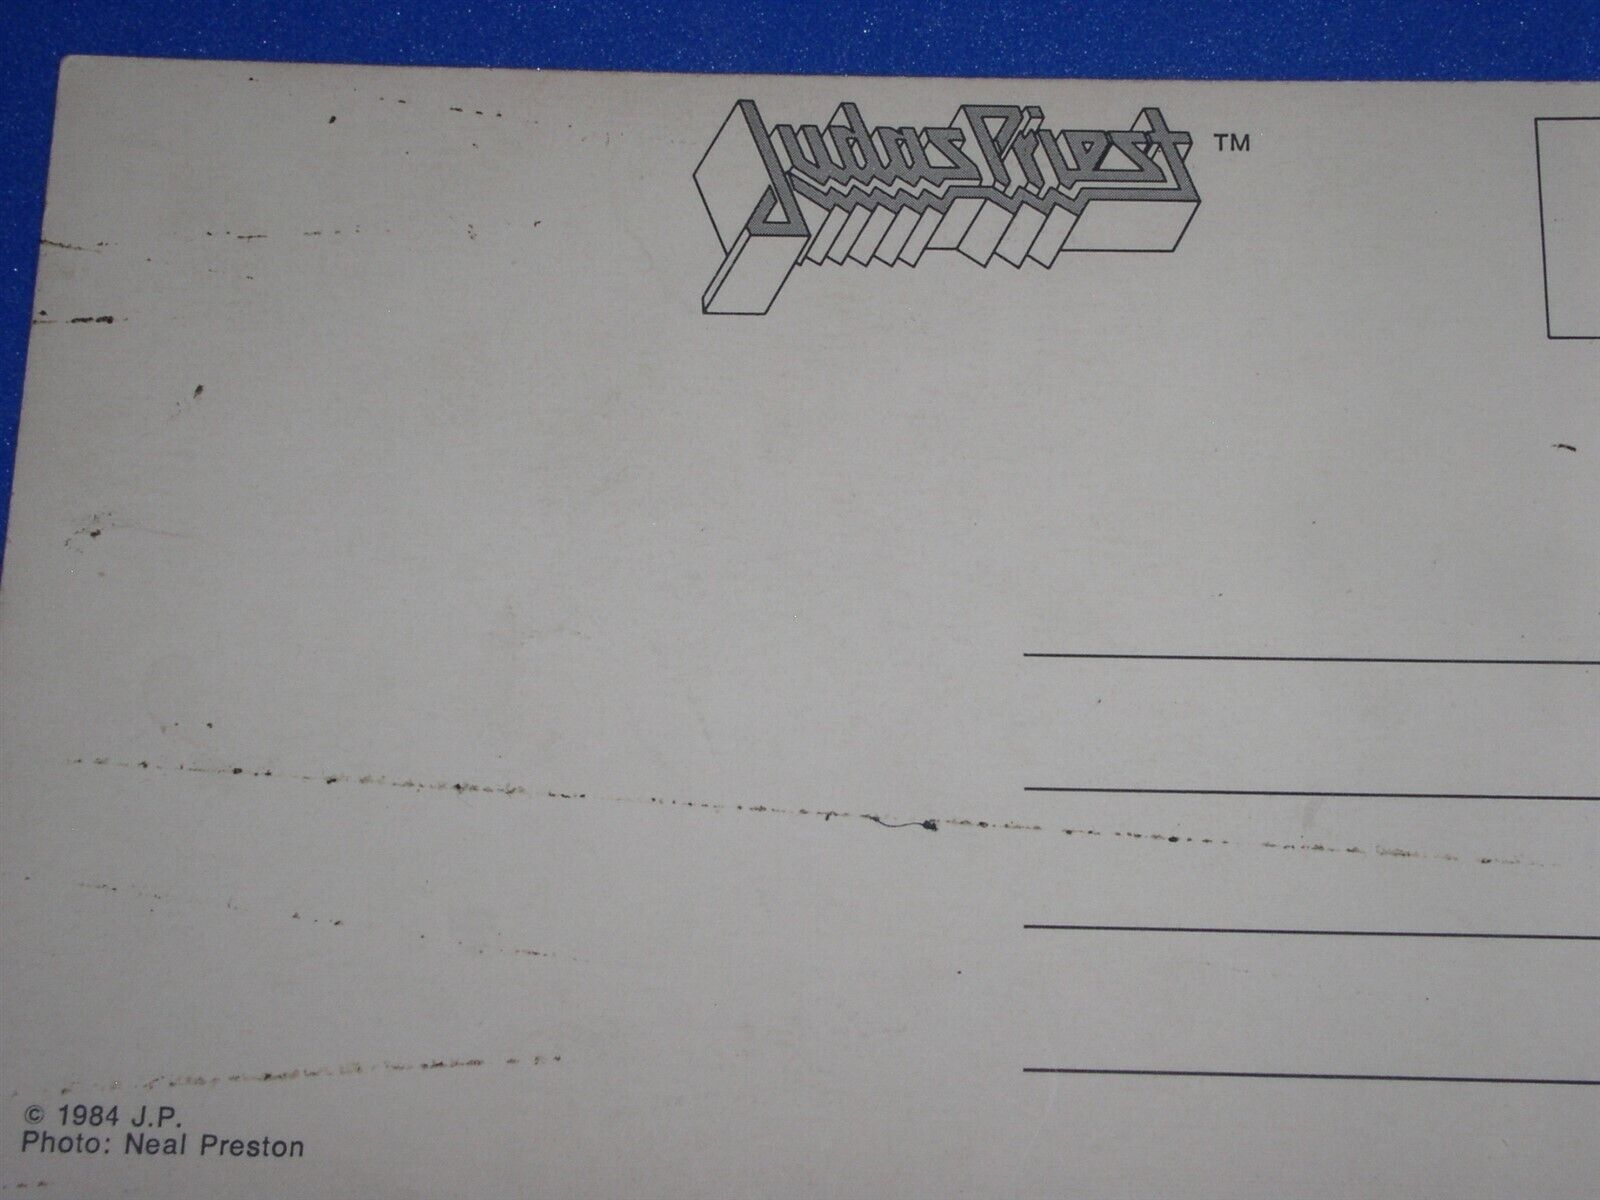 Judas Priest TM
© 1984 J.P.
Photo: Neal Preston